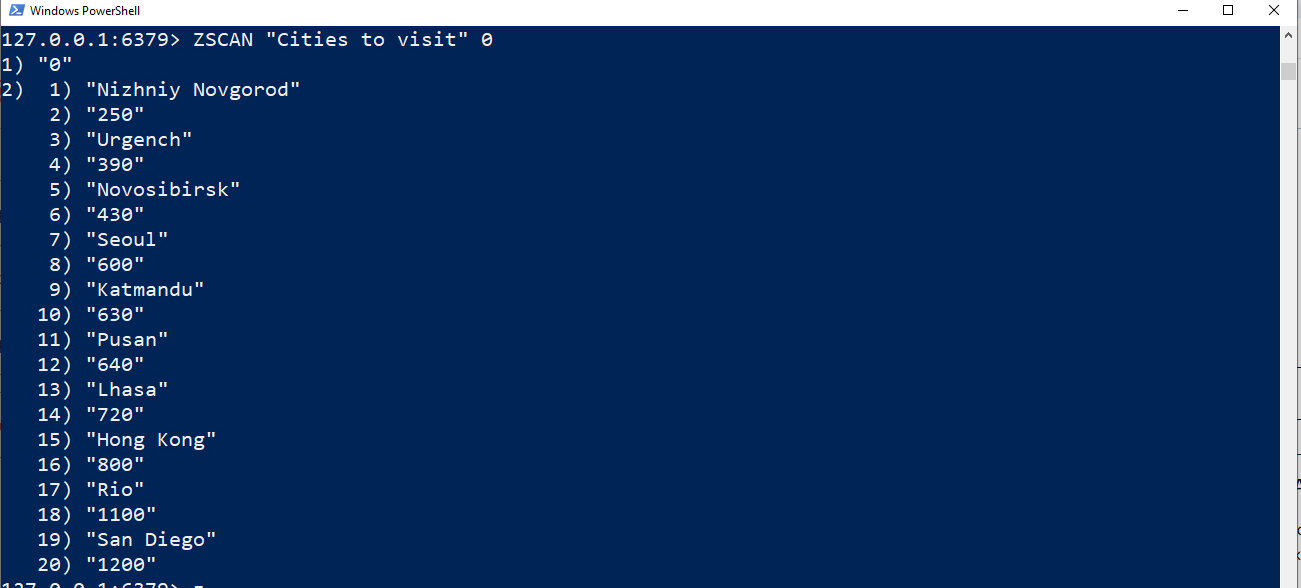 Windows PowerShell
127.0.0.1:6379> ZSCAN "Cities to visit" 0
1) "0"
2)  1) "Nizhniy Novgorod"
    2) "250"
    3) "Urgench"
    4) "390"
    5) "Novosibirsk"
    6) "430"
    7) "Seoul"
    8) "600"
    9) "Katmandu"
   10) "630"
   11) "Pusan"
   12) "640"
   13) "Lhasa"
   14) "720"
   15) "Hong Kong"
   16) "800"
   17) "Rio"
   18) "1100"
   19) "San Diego"
   20) "1200"
127.0.0.1:6379>